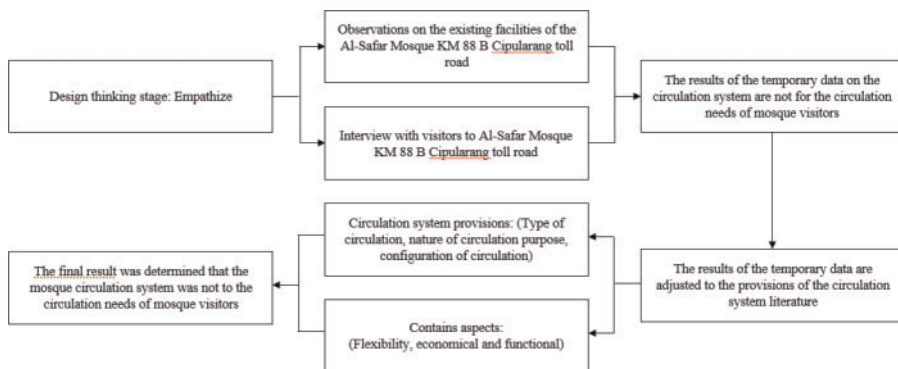 Observations on the existing facilities of the
Al-Safar Mosque KM 88 B Cipularang toll
road
Design thinking stage: Empathize
Interview with visitors to Al-Safar Mosque
KM 88 B Cipularang toll road
The results of the temporary data on the
circulation system are not for the circulation
needs of mosque visitors
The results of the temporary data are
adjusted to the provisions of the circulation
system literature
Circulation system provisions: (Type of
circulation, nature of circulation purpose,
configuration of circulation)
Contains aspects:
(Flexibility, economical and functional)
The final result was determined that the
mosque circulation system was not to the
circulation needs of mosque visitors